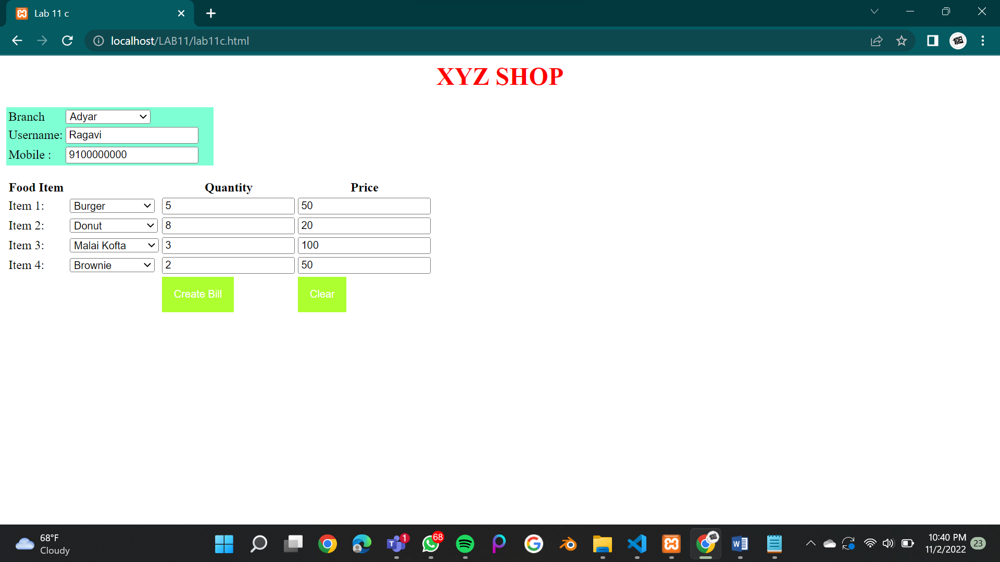 Lab 11 c
localhost/LAB11/lab11c.html
XYZ SHOP
Branch Adyar
Username: Ragavi
Mobile : 9100000000
Food Item Quantity Price
Item 1: Burger 5 50
Item 2: Donut 8 20
Item 3: Malai Kofta 3 100
Item 4: Brownie 2 50
Create Bill Clear
68°F
Cloudy
1
68
10:40 PM
11/2/2022
23